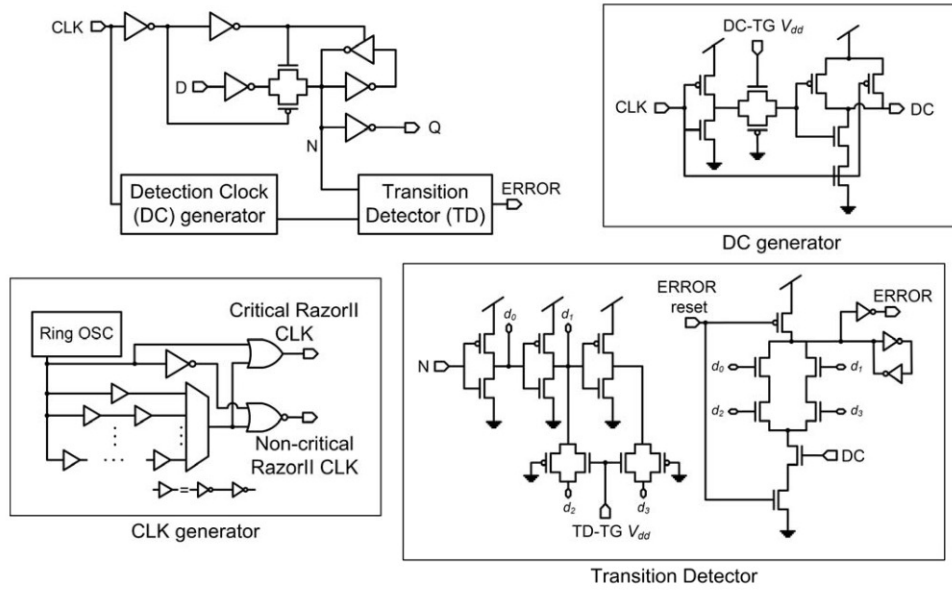 CLK
D
Q
N
Detection Clock
(DC) generator
Transition
Detector (TD)
ERROR
DC-TG Vdd
CLK
DC
DC generator
Ring OSC
Critical RazorII
CLK
Non-critical
RazorII CLK
=
CLK generator
N
d0
d1
d2
d3
TD-TG Vdd
ERROR
reset
ERROR
d0
d1
d2
d3
DC
Transition Detector